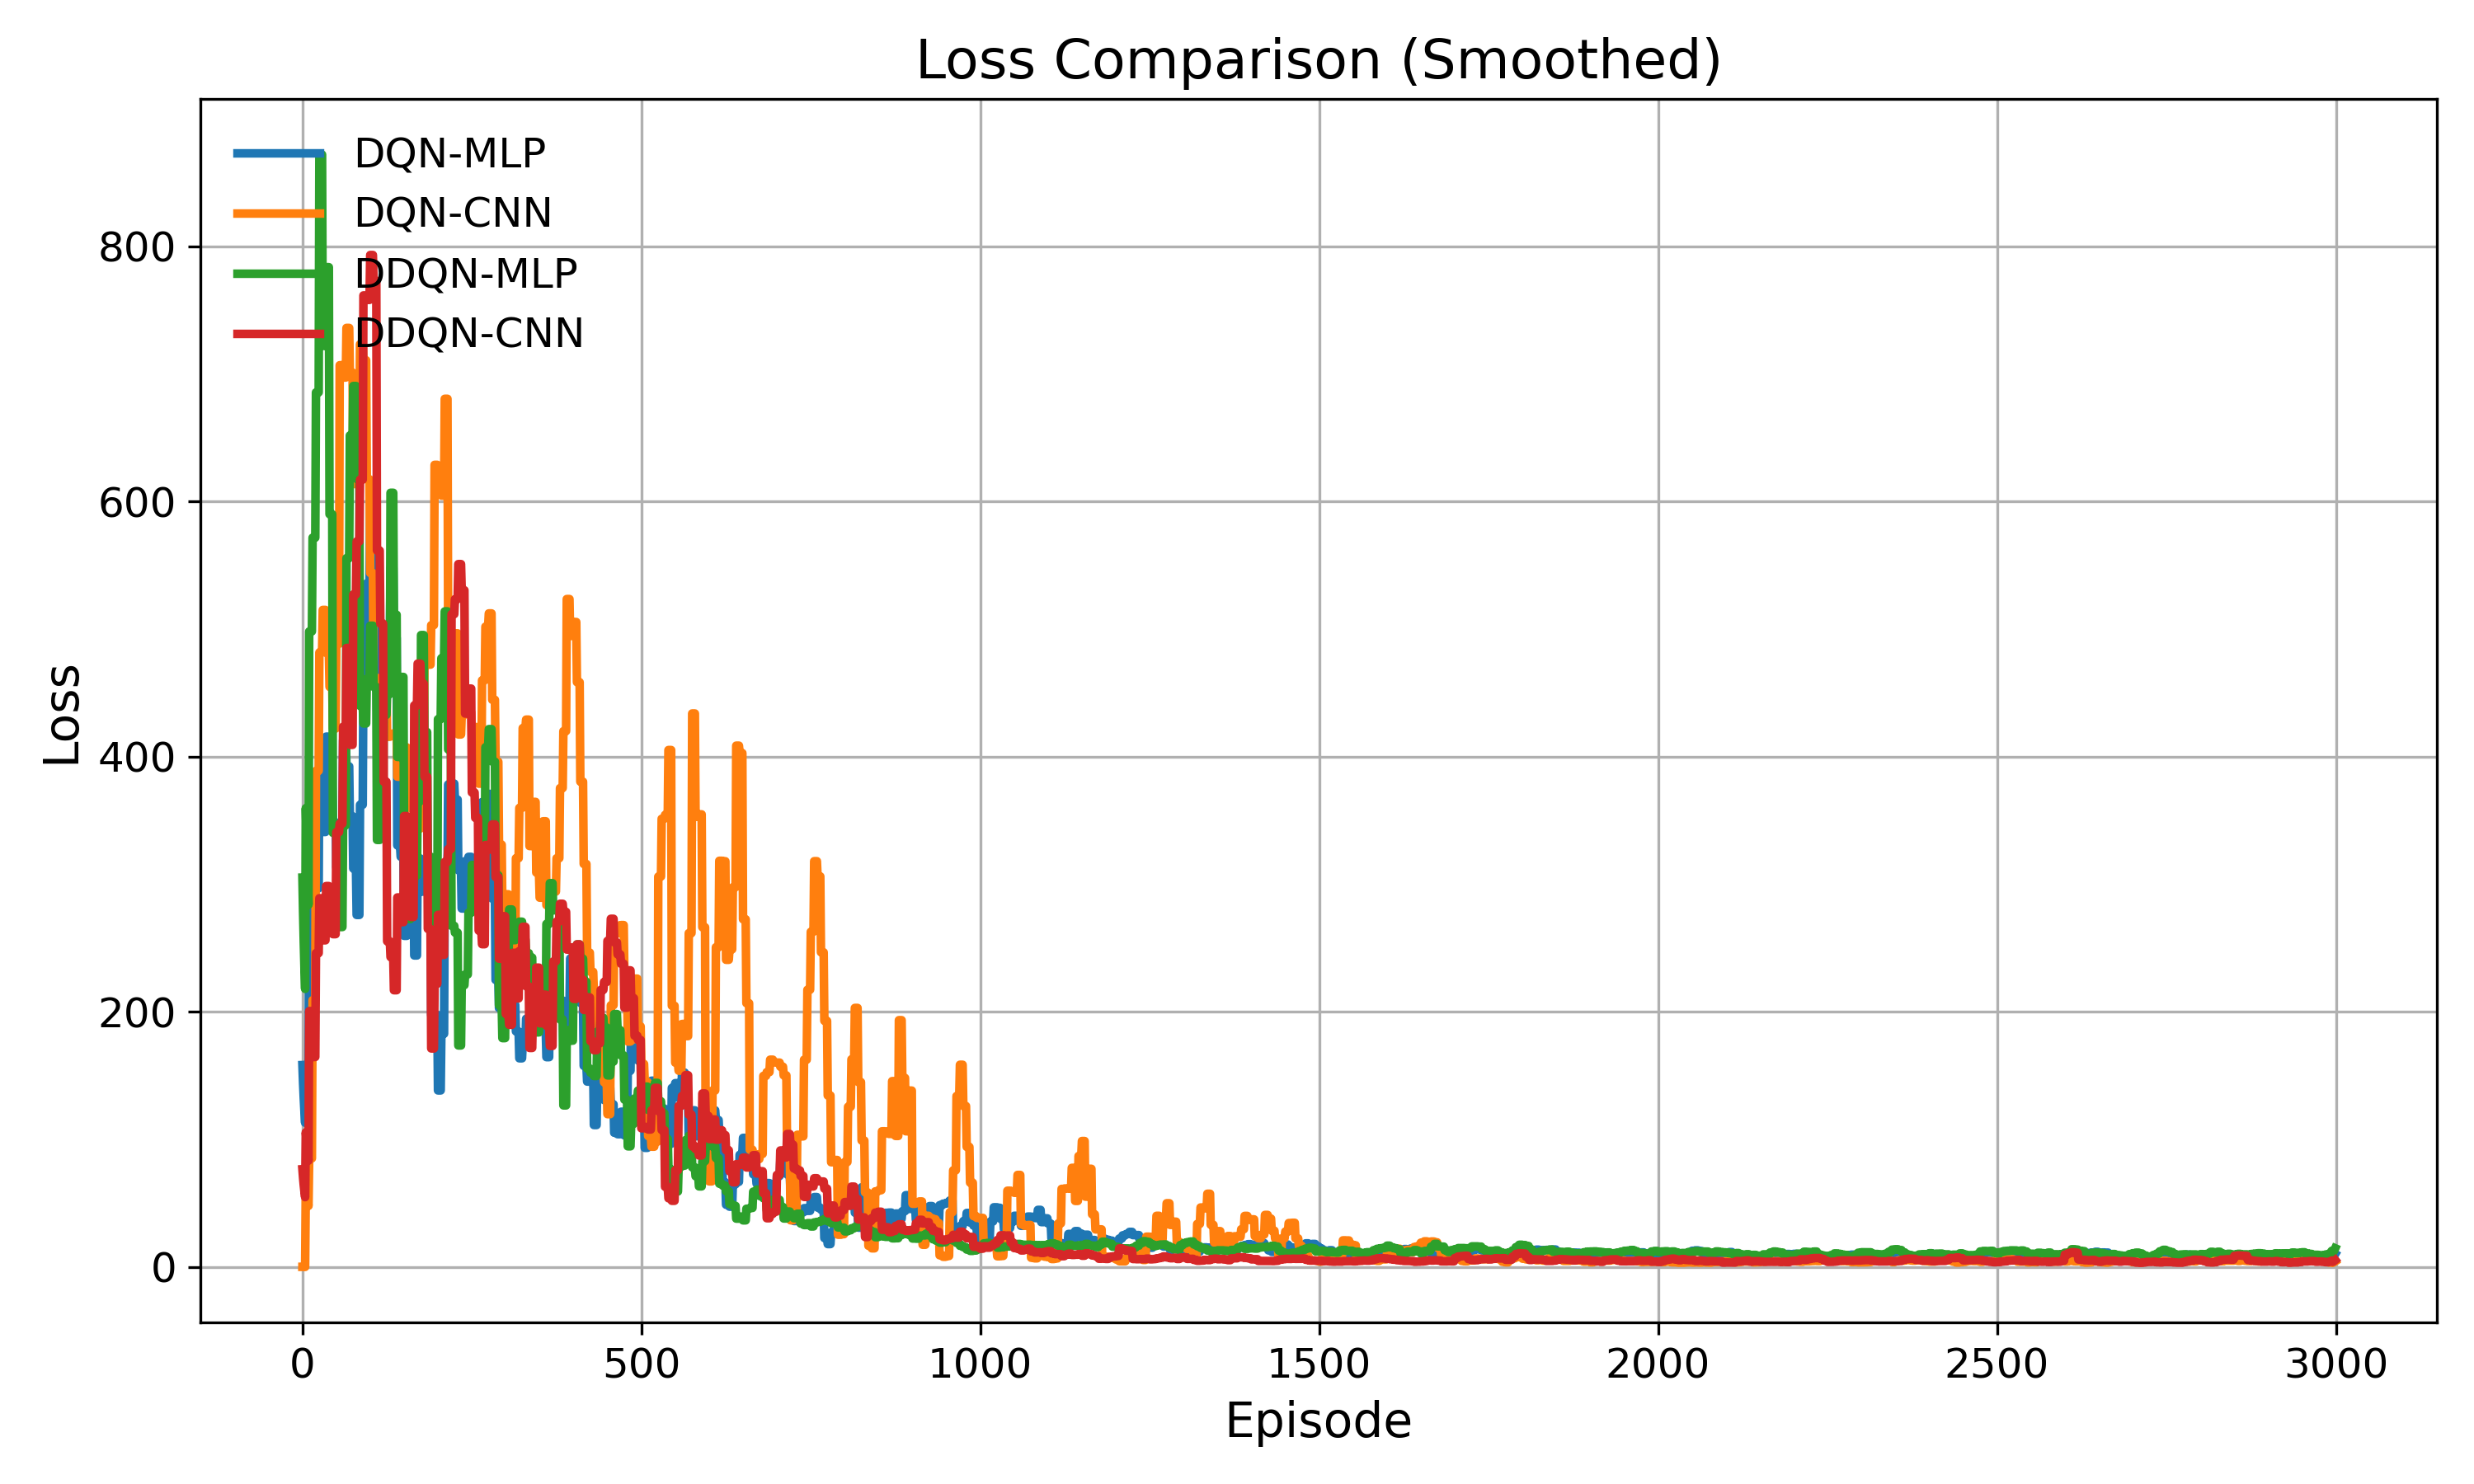 Loss Comparison (Smoothed)
DQN-MLP
DQN-CNN
DDQN-MLP
DDQN-CNN
800
600
400
200
0
Loss
0 500 1000 1500 2000 2500 3000
Episode